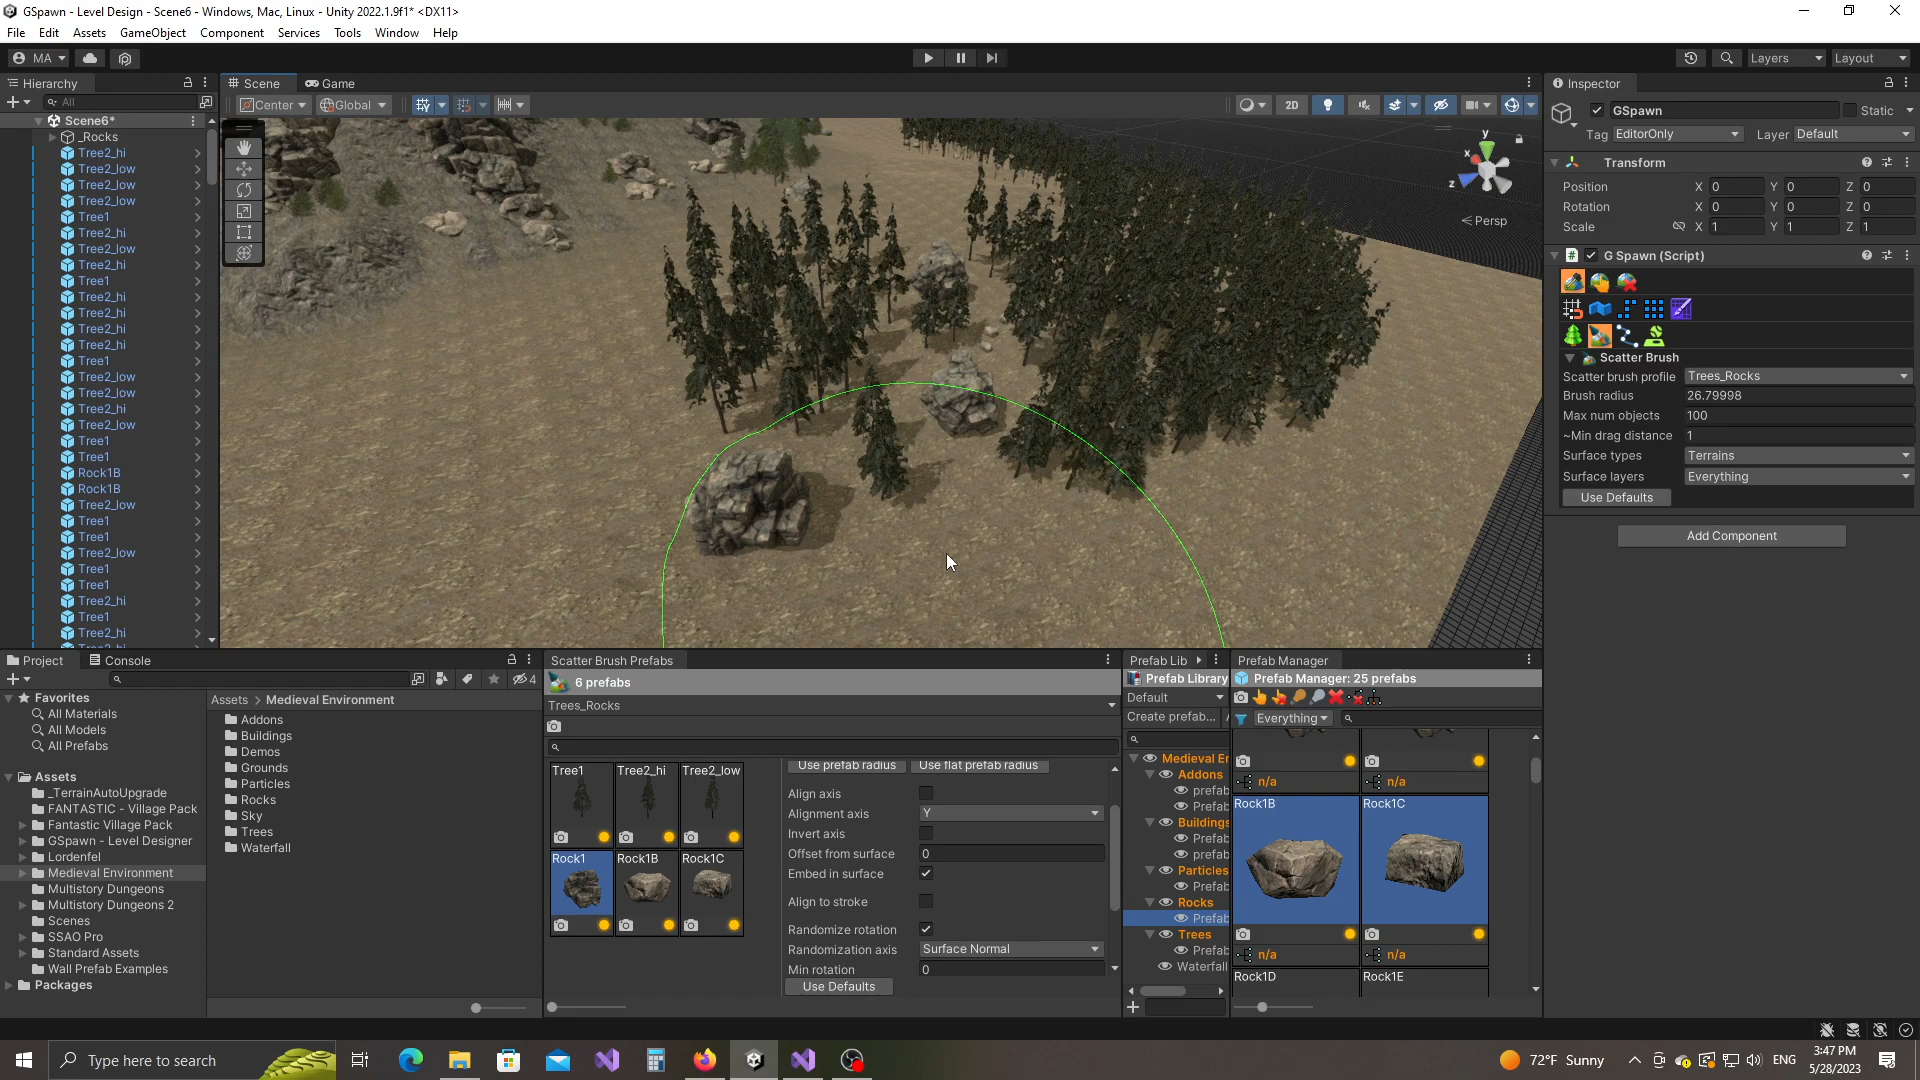 GSpawn - Level Design - Scene6 - Windows, Mac, Linux - Unity 2022.1.9f1* <DX11>
File Edit Assets GameObject Component Services Tools Window Help
MA Layers Layout
Hierarchy
All
Scene6*
_Rocks
Tree2_hi
Tree2_low
Tree2_low
Tree2_low
Tree1
Tree2_hi
Tree2_low
Tree2_hi
Tree1
Tree2_hi
Tree2_hi
Tree2_hi
Tree2_hi
Tree1
Tree2_low
Tree2_low
Tree2_hi
Tree2_low
Tree1
Tree1
Rock1B
Rock1B
Tree2_low
Tree1
Tree1
Tree2_low
Tree1
Tree1
Tree2_hi
Tree1
Tree2_hi
Scene Game
Center Global 2D
y
x
z
Persp
Inspector
GSpawn Static
Tag EditorOnly Layer Default
Transform
Position X 0 Y 0 Z 0
Rotation X 0 Y 0 Z 0
Scale X 1 Y 1 Z 1
G Spawn (Script)
Scatter Brush
Scatter brush profile Trees_Rocks
Brush radius 26.79998
Max num objects 100
~Min drag distance 1
Surface types Terrains
Surface layers Everything
Use Defaults
Add Component
Project Console
4
Favorites
All Materials
All Models
All Prefabs
Assets
_TerrainAutoUpgrade
FANTASTIC - Village Pack
Fantastic Village Pack
GSpawn - Level Designer
Lordenfel
Medieval Environment
Multistory Dungeons
Multistory Dungeons 2
Scenes
SSAO Pro
Standard Assets
Wall Prefab Examples
Packages
Assets > Medieval Environment
Addons
Buildings
Demos
Grounds
Particles
Rocks
Sky
Trees
Waterfall
Scatter Brush Prefabs
6 prefabs
Trees_Rocks
Tree1 Tree2_hi Tree2_low
Rock1 Rock1B Rock1C
Use prefab radius Use flat prefab radius
Align axis
Alignment axis Y
Invert axis
Offset from surface 0
Embed in surface
Align to stroke
Randomize rotation
Randomization axis Surface Normal
Min rotation 0
Use Defaults
Prefab Lib
Prefab Library
Default
Create prefab...
Medieval En
Addons
prefab
Prefab
Buildings
Prefab
prefab
Particles
Prefab
Rocks
Prefab
Trees
Prefab
Waterfall
Prefab Manager
Prefab Manager: 25 prefabs
Everything
n/a n/a
Rock1B Rock1C
n/a n/a
Rock1D Rock1E
Type here to search
72°F Sunny
ENG
3:47 PM
5/28/2023